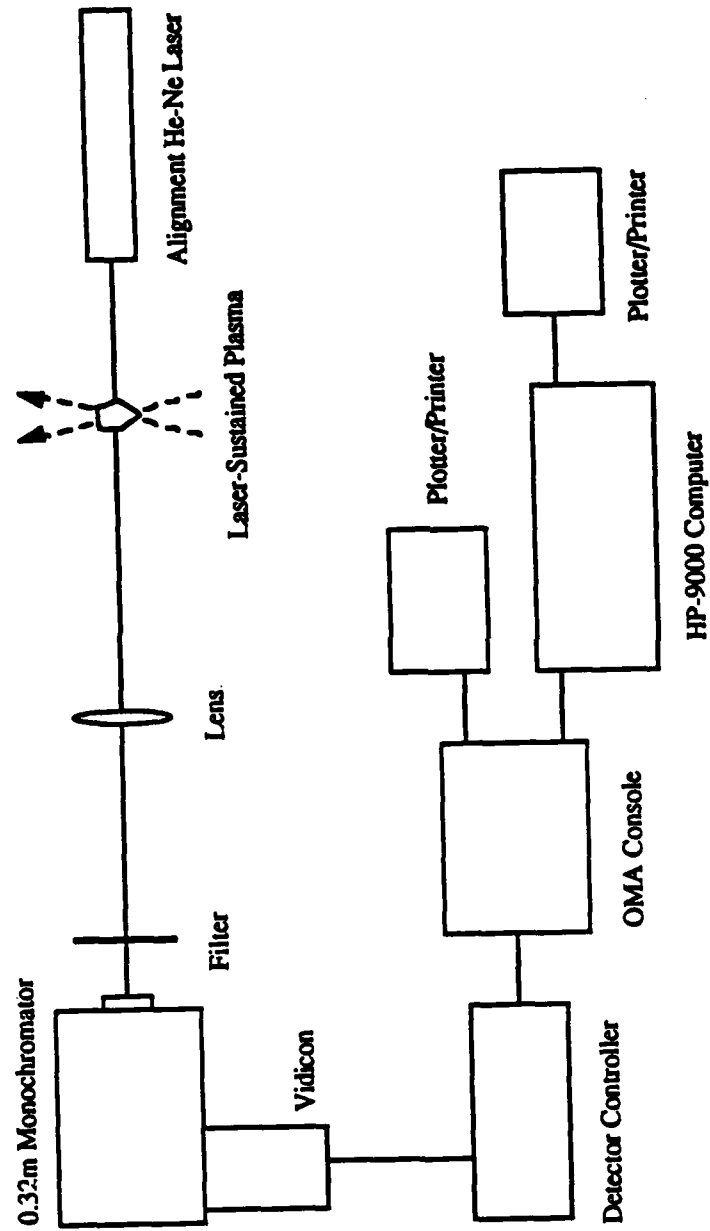 0.32m Monochromator
Filter
Lens
Laser-Sustained Plasma
Alignment He-Ne Laser
Vidicon
Plotter/Printer
Plotter/Printer
Detector Controller
OMA Console
HP-9000 Computer